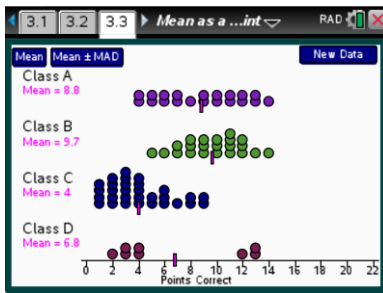 3.1 3.2 3.3 Mean as a ...int RAD
Mean Mean ± MAD New Data
Class A
Mean = 8.8
Class B
Mean = 9.7
Class C
Mean = 4
Class D
Mean = 6.8
0 2 4 6 8 10 12 14 16 18 20 22
Points Correct